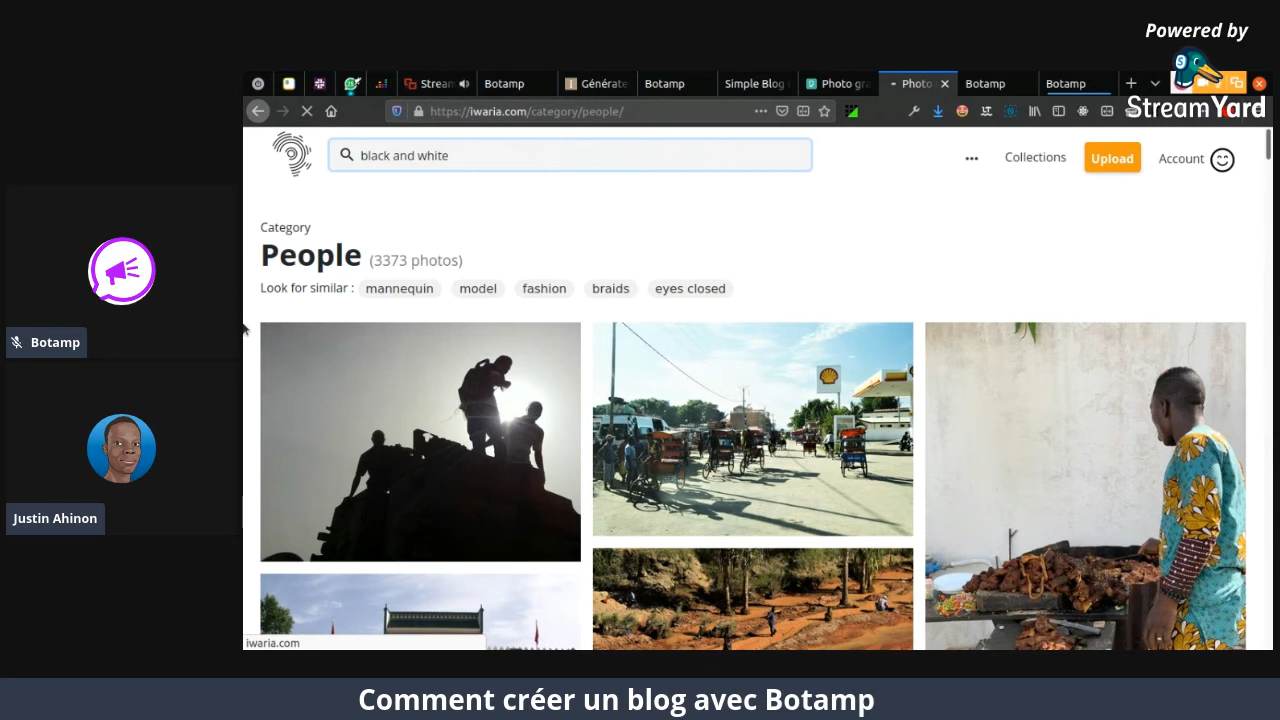 Powered by
StreamYard
Stream
Botamp
Générate
Botamp
Simple Blog
Photo gra
Photo
Botamp
Botamp
https://iwaria.com/category/people/
black and white
Collections
Upload
Account
Category
People (3373 photos)
Look for similar : mannequin model fashion braids eyes closed
Botamp
Justin Ahinon
iwaria.com
Comment créer un blog avec Botamp